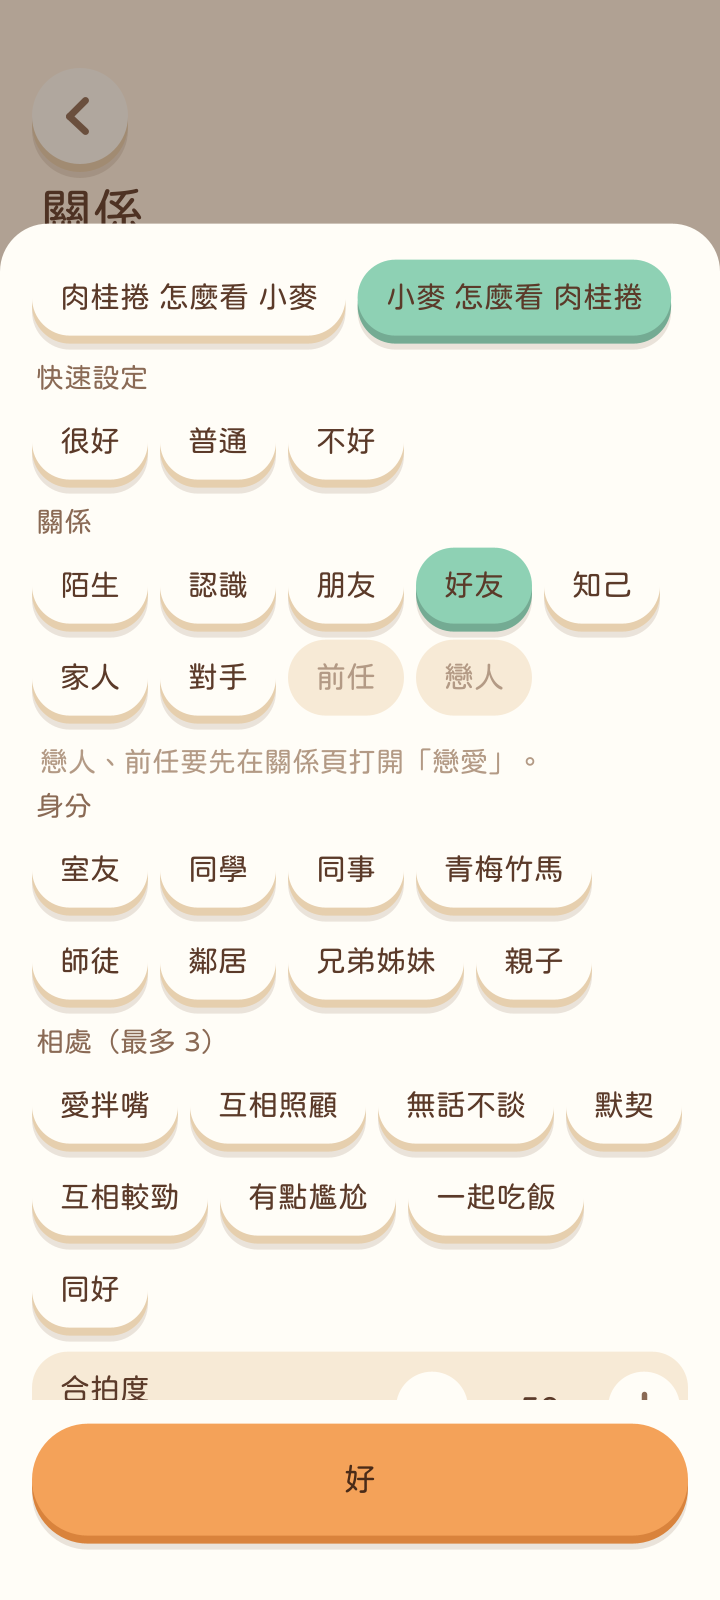 關係
肉桂捲 怎麼看 小麥 小麥 怎麼看 肉桂捲
快速設定
很好 普通 不好
關係
陌生 認識 朋友 好友 知己
家人 對手 前任 戀人
戀人、前任要先在關係頁打開「戀愛」。
身分
室友 同學 同事 青梅竹馬
師徒 鄰居 兄弟姊妹 親子
相處（最多 3）
愛拌嘴 互相照顧 無話不談 默契
互相較勁 有點尷尬 一起吃飯
同好
合拍度
好